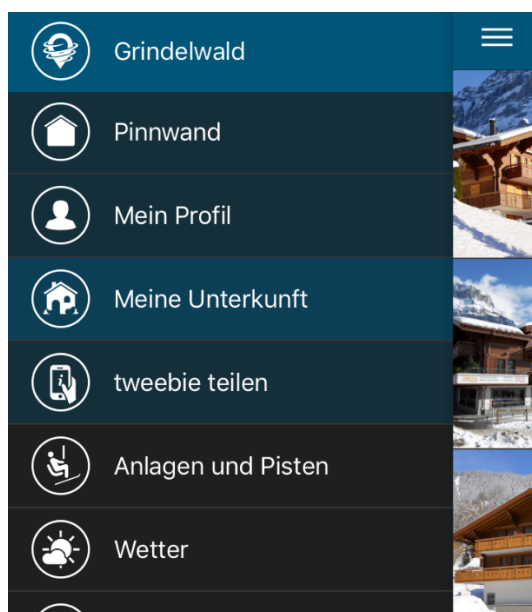 Grindelwald
Pinnwand
Mein Profil
Meine Unterkunft
tweebie teilen
Anlagen und Pisten
Wetter